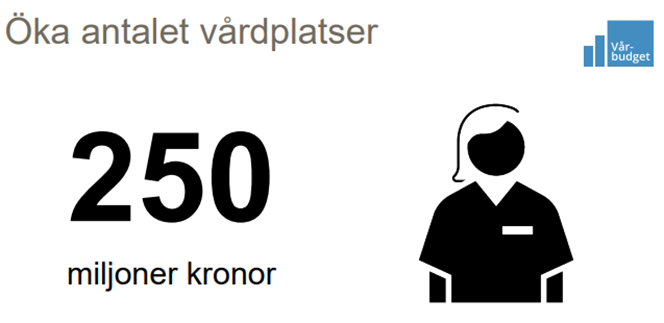 Öka antalet vårdplatser
Vår-
budget
250
miljoner kronor